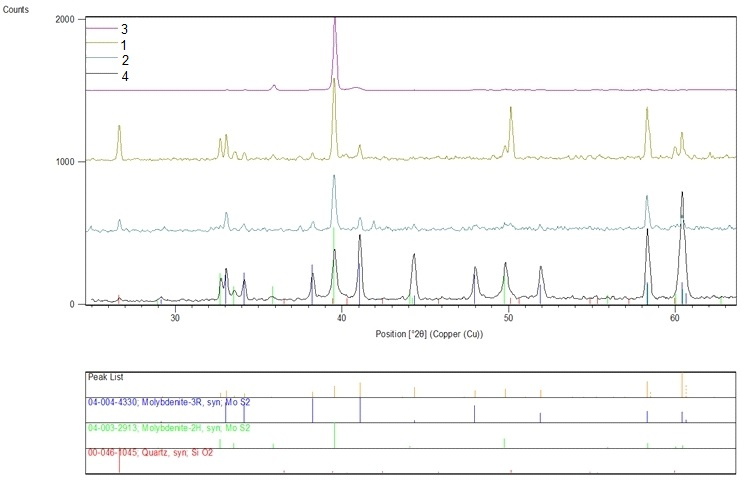 Counts
2000
3
1
2
4
1000
0
30 40 50 60
Position [°2θ] (Copper (Cu))
Peak List
04-004-4330; Molybdenite-3R, syn; Mo S2
04-003-2913; Molybdenite-2H, syn; Mo S2
00-046-1045; Quartz, syn; Si O2